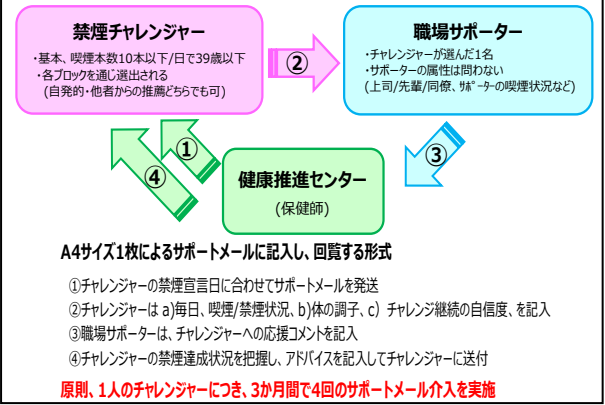 禁煙チャレンジャー
・基本、喫煙本数10本以下/日で39歳以下
・各ブロックを通じ選出される
(自発的・他者からの推薦どちらでも可)
②
職場サポーター
・チャレンジャーが選んだ1名
・サポーターの属性は問わない
(上司/先輩/同僚、ｻﾎﾟｰﾀｰの喫煙状況など)
①
④
③
健康推進センター
(保健師)
A4サイズ1枚によるサポートメールに記入し、回覧する形式
①チャレンジャーの禁煙宣言日に合わせてサポートメールを発送
②チャレンジャーは a)毎日、喫煙/禁煙状況、b)体の調子、c) チャレンジ継続の自信度、を記入
③職場サポーターは、チャレンジャーへの応援コメントを記入
④チャレンジャーの禁煙達成状況を把握し、アドバイスを記入してチャレンジャーに送付
原則、1人のチャレンジャーにつき、3か月間で4回のサポートメール介入を実施